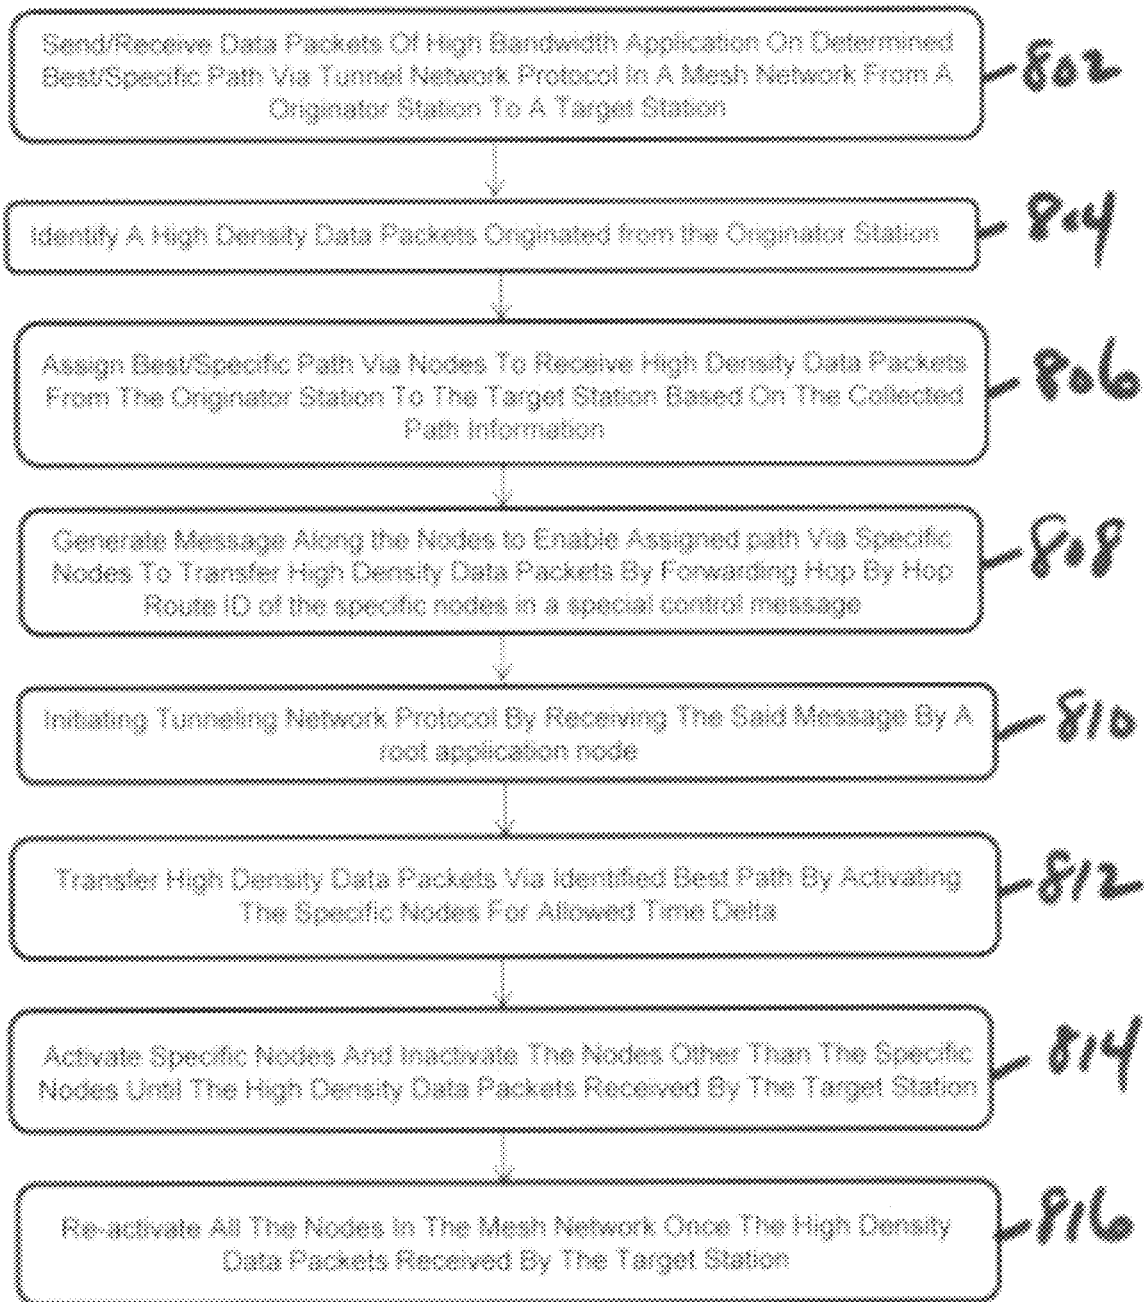 Send/Receive Data Packets Of High Bandwidth Application On Determined
Best/Specific Path Via Tunnel Network Protocol In A Mesh Network From A
Originator Station To A Target Station
802
Identify A High Density Data Packets Originated from the Originator Station
804
Assign Best/Specific Path Via Nodes To Receive High Density Data Packets
From The Originator Station To The Target Station Based On The Collected
Path Information
806
Generate Message Along the Nodes to Enable Assigned path Via Specific
Nodes To Transfer High Density Data Packets By Forwarding Hop By Hop
Route ID of the specific nodes in a special control message
808
Initiating Tunneling Network Protocol By Receiving The Said Message By A
root application node
810
Transfer High Density Data Packets Via Identified Best Path By Activating
The Specific Nodes For Allowed Time Delta
812
Activate Specific Nodes And Inactivate The Nodes Other Than The Specific
Nodes Until The High Density Data Packets Received By The Target Station
814
Re-activate All The Nodes In The Mesh Network Once The High Density
Data Packets Received By The Target Station
816